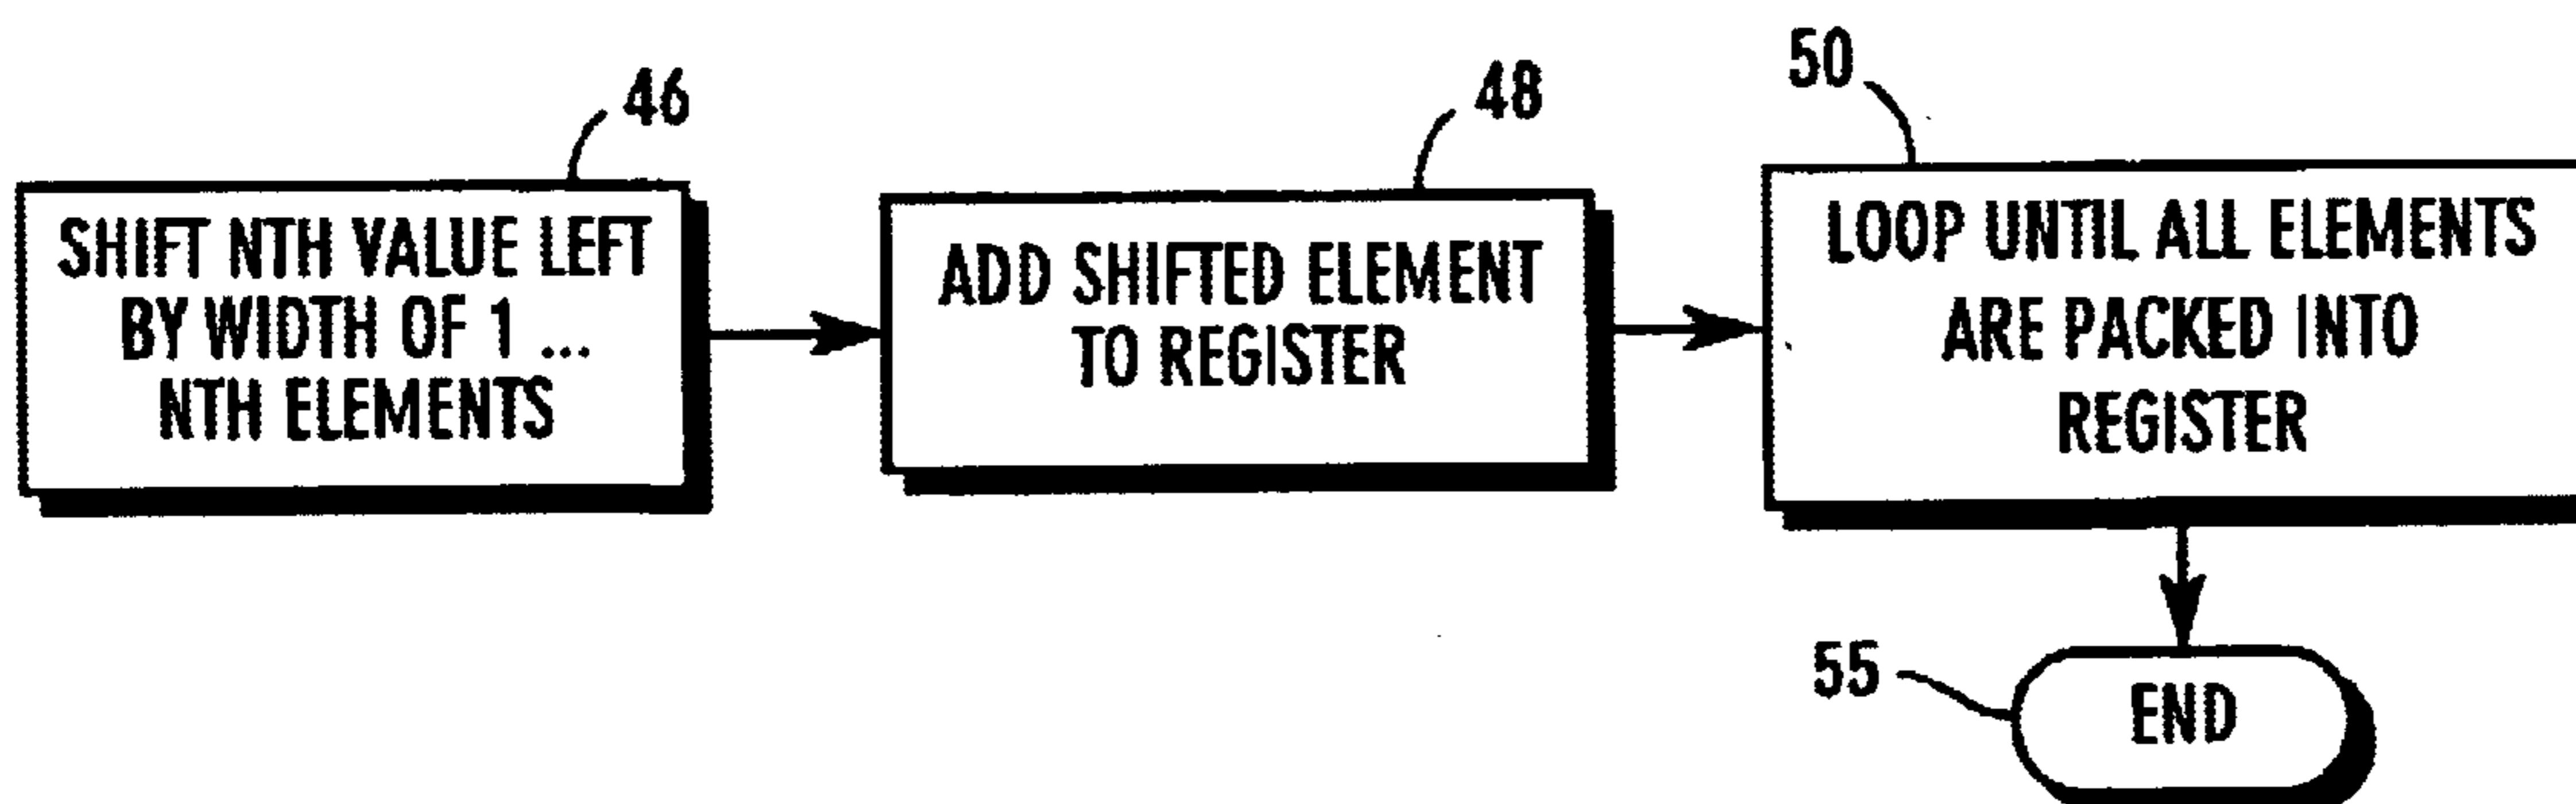 46
SHIFT NTH VALUE LEFT
BY WIDTH OF 1 ...
NTH ELEMENTS
48
ADD SHIFTED ELEMENT
TO REGISTER
50
LOOP UNTIL ALL ELEMENTS
ARE PACKED INTO
REGISTER
55
END